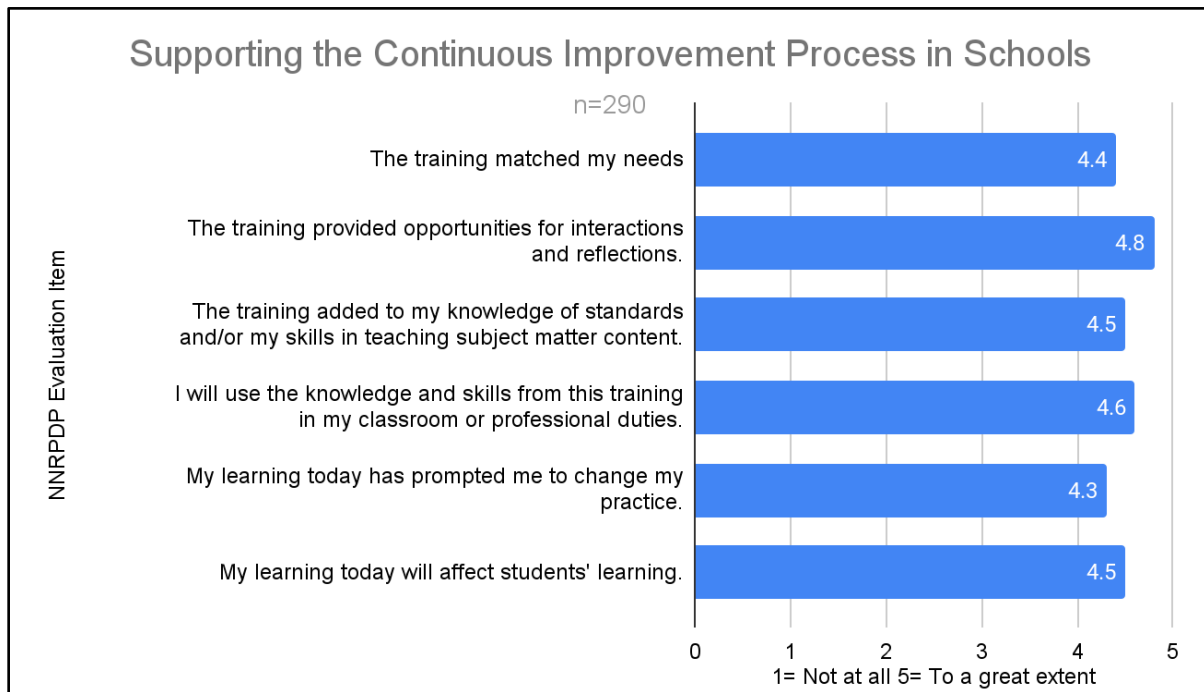 Supporting the Continuous Improvement Process in Schools
n=290
NNRPDP Evaluation Item
The training matched my needs
4.4
The training provided opportunities for interactions
and reflections.
4.8
The training added to my knowledge of standards
and/or my skills in teaching subject matter content.
4.5
I will use the knowledge and skills from this training
in my classroom or professional duties.
4.6
My learning today has prompted me to change my
practice.
4.3
My learning today will affect students' learning.
4.5
0 1 2 3 4 5
1= Not at all 5= To a great extent